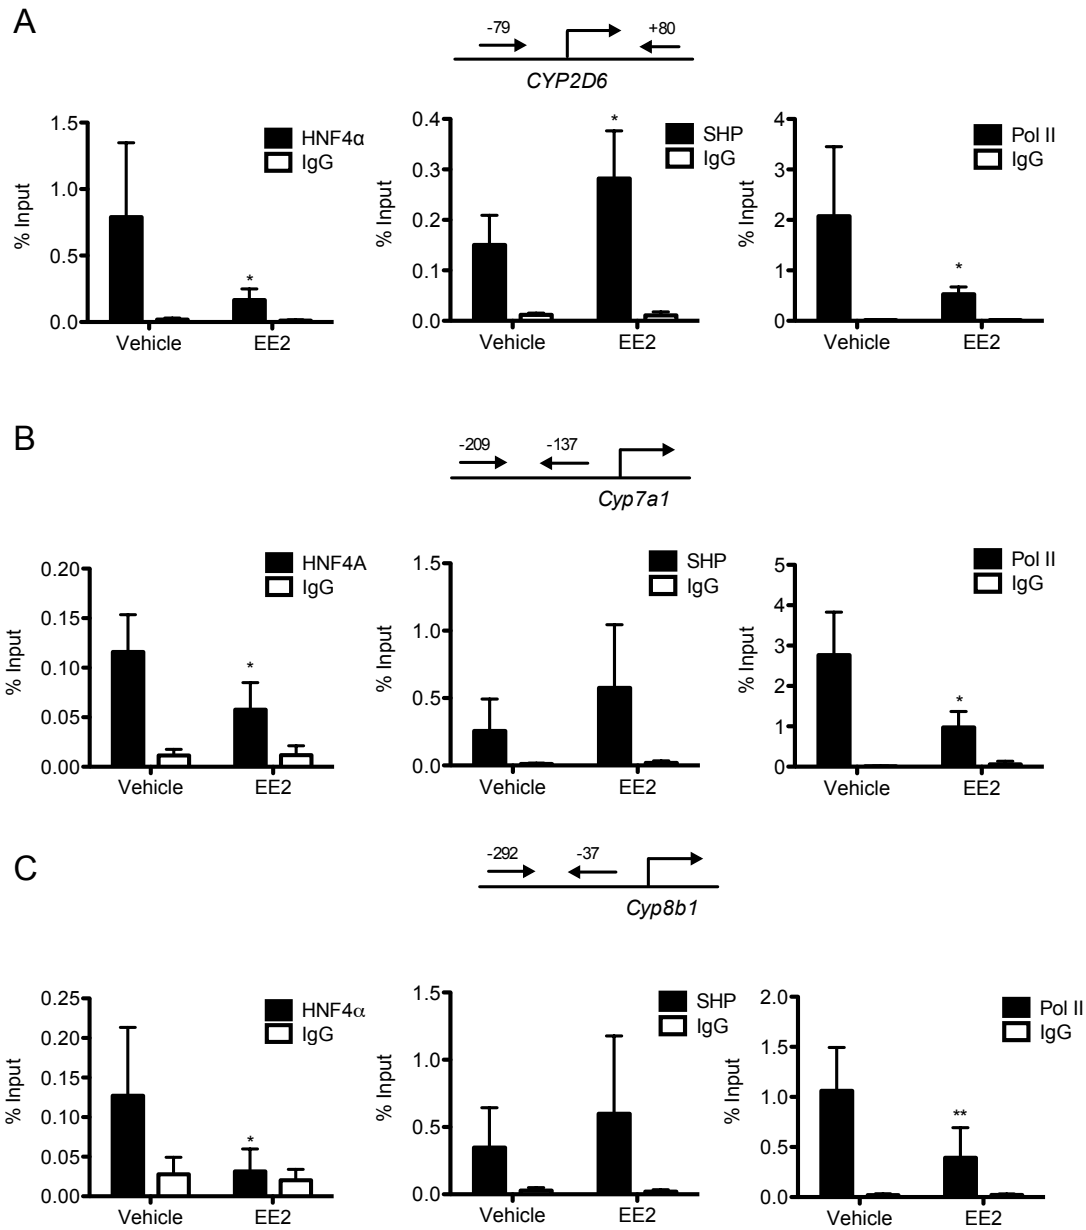 A
-79
+80
CYP2D6
1.5
1.0
0.5
0.0
% Input
HNF4α
IgG
Vehicle
EE2
0.4
0.3
0.2
0.1
0.0
% Input
*
SHP
IgG
Vehicle
EE2
4
3
2
1
0
% Input
*
Pol II
IgG
Vehicle
EE2
*
B
-209
-137
Cyp7a1
0.20
0.15
0.10
0.05
0.00
% Input
*
HNF4A
IgG
Vehicle
EE2
1.5
1.0
0.5
0.0
% Input
SHP
IgG
Vehicle
EE2
5
4
3
2
1
0
% Input
*
Pol II
IgG
Vehicle
EE2
C
-292
-37
Cyp8b1
0.25
0.20
0.15
0.10
0.05
0.00
% Input
*
HNF4α
IgG
Vehicle
EE2
1.5
1.0
0.5
0.0
% Input
SHP
IgG
Vehicle
EE2
2.0
1.5
1.0
0.5
0.0
% Input
**
Pol II
IgG
Vehicle
EE2